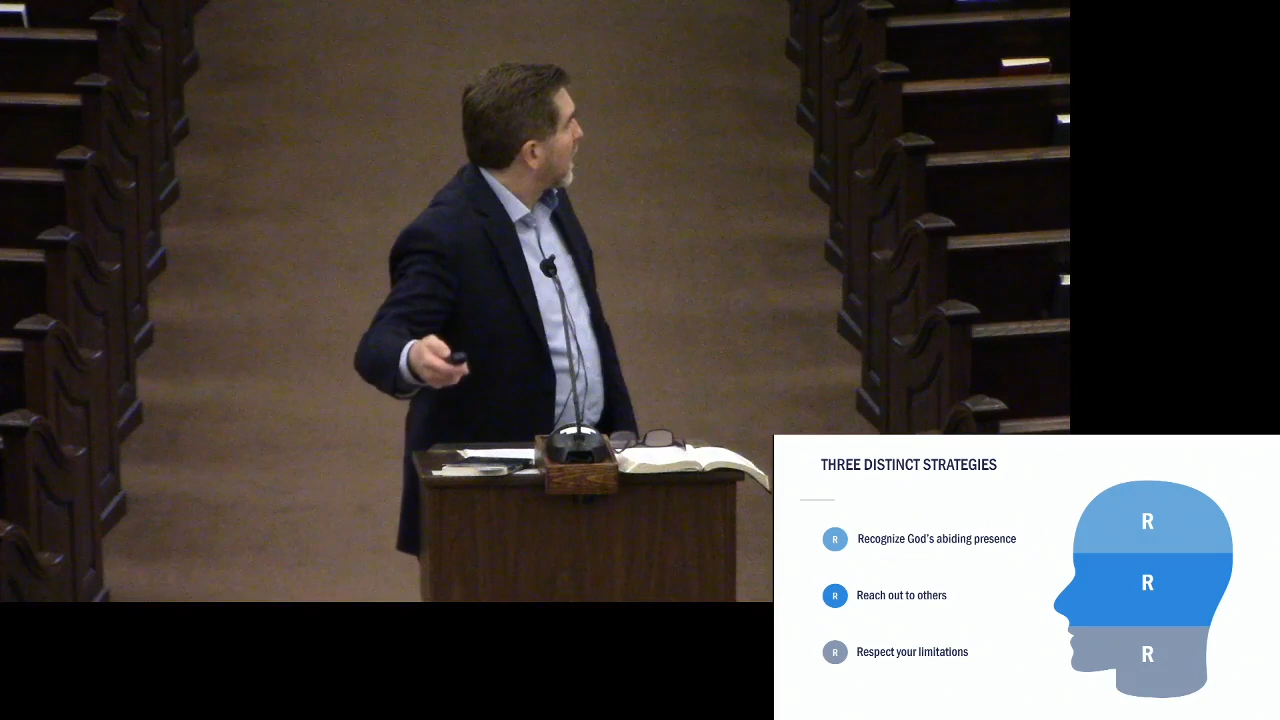 THREE DISTINCT STRATEGIES
R Recognize God's abiding presence
R Reach out to others
R Respect your limitations
R
R
R